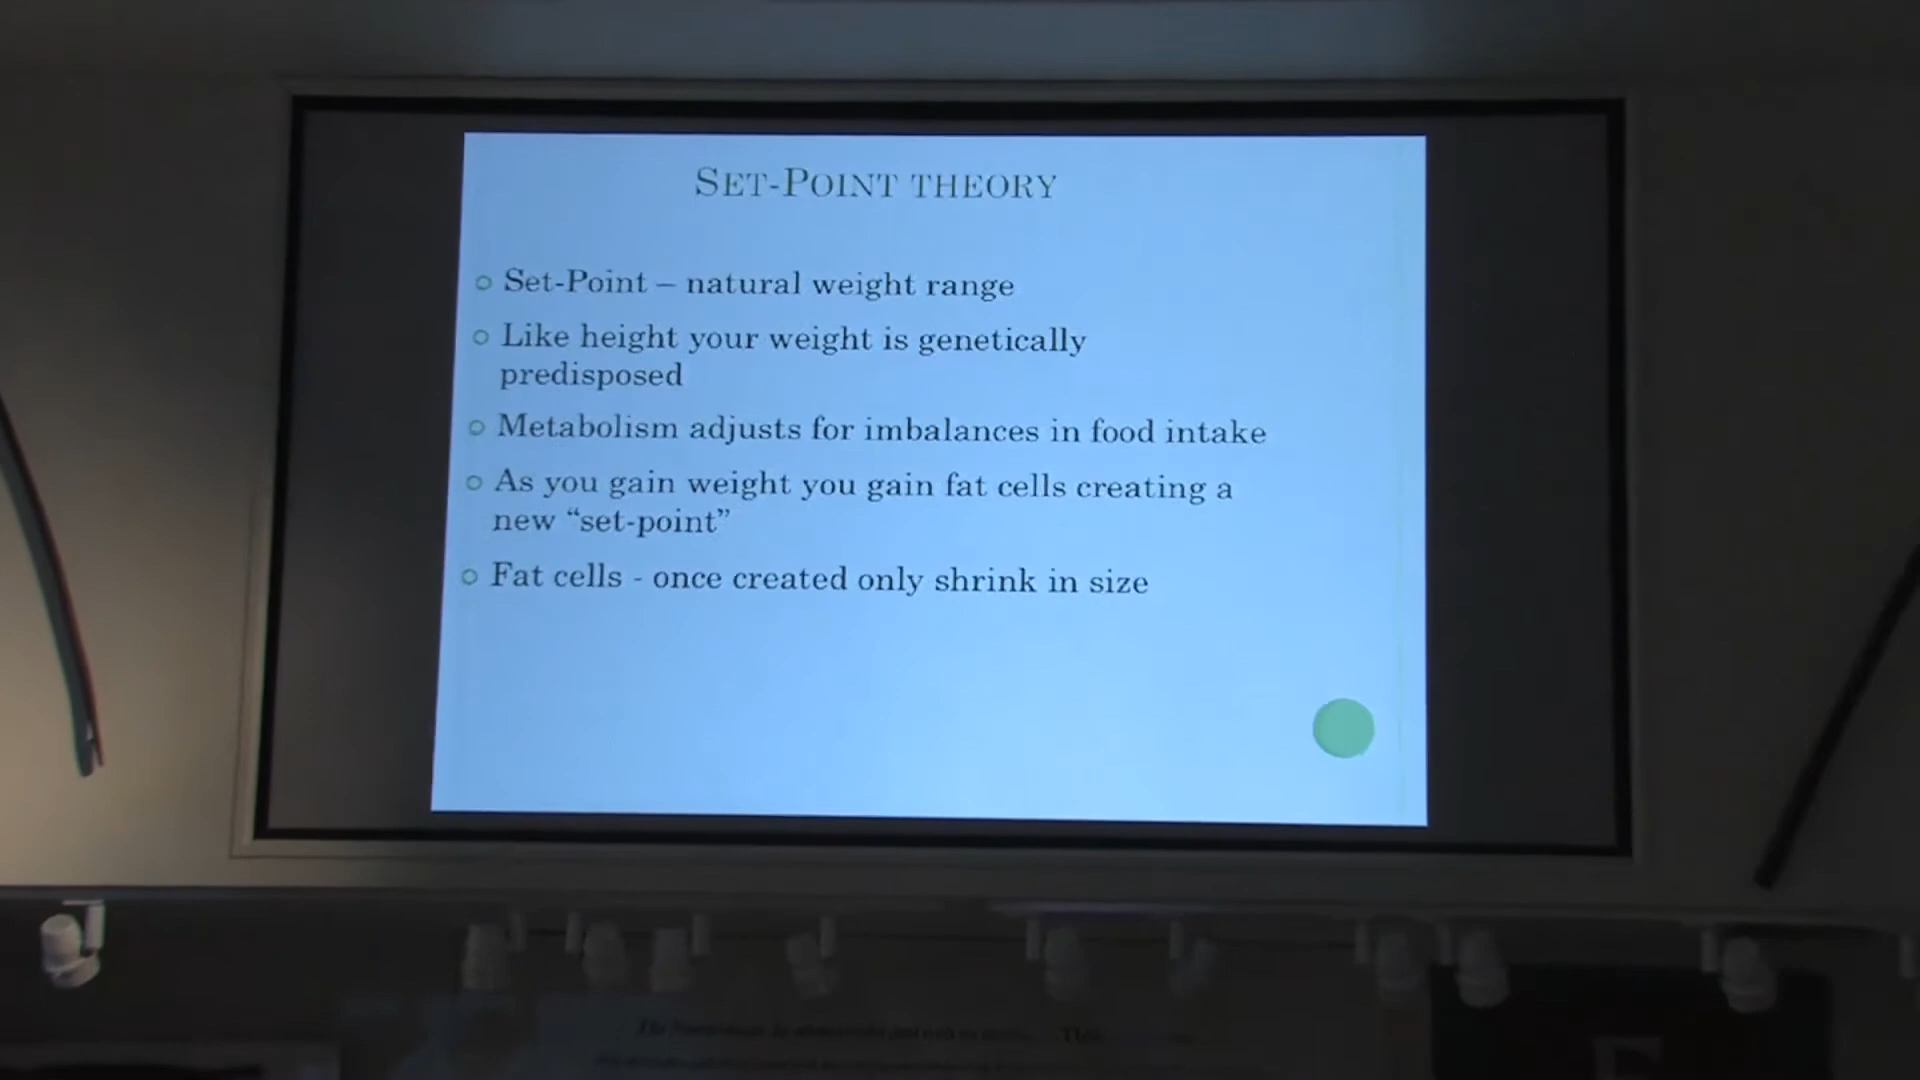 SET-POINT THEORY
Set-Point – natural weight range
Like height your weight is genetically
predisposed
Metabolism adjusts for imbalances in food intake
As you gain weight you gain fat cells creating a
new “set-point”
Fat cells - once created only shrink in size